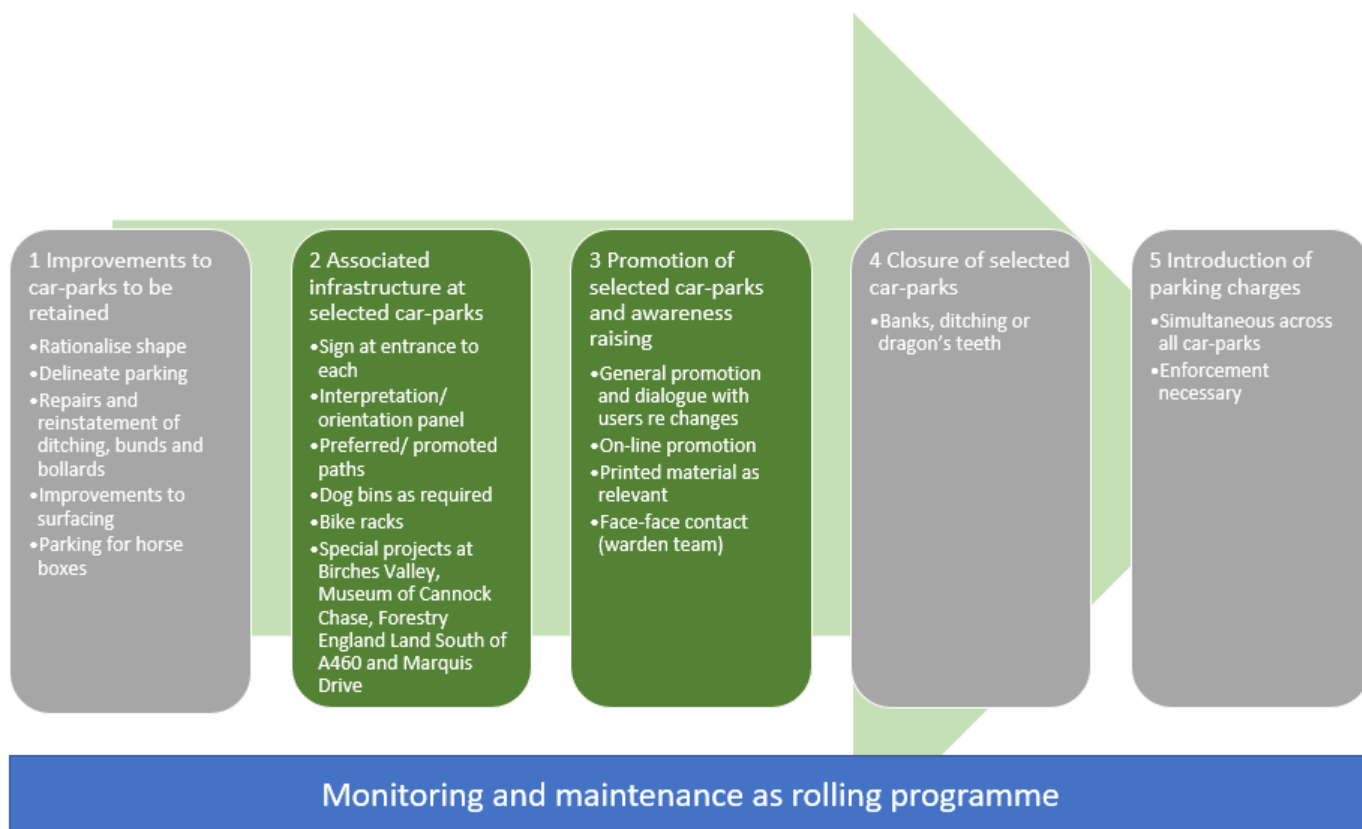 1 Improvements to
car-parks to be
retained
•Rationalise shape
•Delineate parking
•Repairs and
reinstatement of
ditching, bunds and
bollards
•Improvements to
surfacing
•Parking for horse
boxes
2 Associated
infrastructure at
selected car-parks
•Sign at entrance to
each
•Interpretation/
orientation panel
•Preferred/ promoted
paths
•Dog bins as required
•Bike racks
•Special projects at
Birches Valley,
Museum of Cannock
Chase, Forestry
England Land South of
A460 and Marquis
Drive
3 Promotion of
selected car-parks
and awareness
raising
•General promotion
and dialogue with
users re changes
•On-line promotion
•Printed material as
relevant
•Face-face contact
(warden team)
4 Closure of selected
car-parks
•Banks, ditching or
dragon's teeth
5 Introduction of
parking charges
•Simultaneous across
all car-parks
•Enforcement
necessary
Monitoring and maintenance as rolling programme